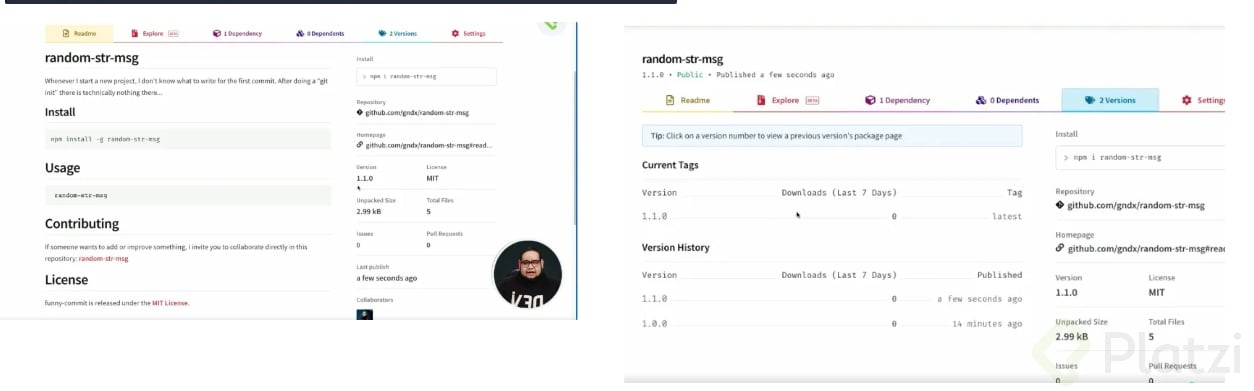 Readme
Explore BETA
1 Dependency
0 Dependents
2 Versions
Settings
random-str-msg
Whenever I start a new project, I don't know what to write for the first commit. After doing a "git
init" there is technically nothing there...
Install
npm install -g random-str-msg
Usage
random-str-msg
Contributing
If someone wants to add or improve something, I invite you to collaborate directly in this
repository: random-str-msg
License
funny-commit is released under the MIT License.
Install
> npm i random-str-msg
Repository
github.com/gndx/random-str-msg
Homepage
github.com/gndx/random-str-msg#read...
Version License
1.1.0 MIT
Unpacked Size Total Files
2.99 kB 5
Issues Pull Requests
0 0
Last publish
a few seconds ago
Collaborators
random-str-msg
1.1.0 • Public • Published a few seconds ago
Readme
Explore BETA
1 Dependency
0 Dependents
2 Versions
Settings
Tip: Click on a version number to view a previous version's package page
Current Tags
Version Downloads (Last 7 Days) Tag
1.1.0 0 latest
Version History
Version Downloads (Last 7 Days) Published
1.1.0 0 a few seconds ago
1.0.0 0 14 minutes ago
Install
> npm i random-str-msg
Repository
github.com/gndx/random-str-msg
Homepage
github.com/gndx/random-str-msg#read
Version License
1.1.0 MIT
Unpacked Size Total Files
2.99 kB 5
Issues Pull Requests
0 0
Platzi